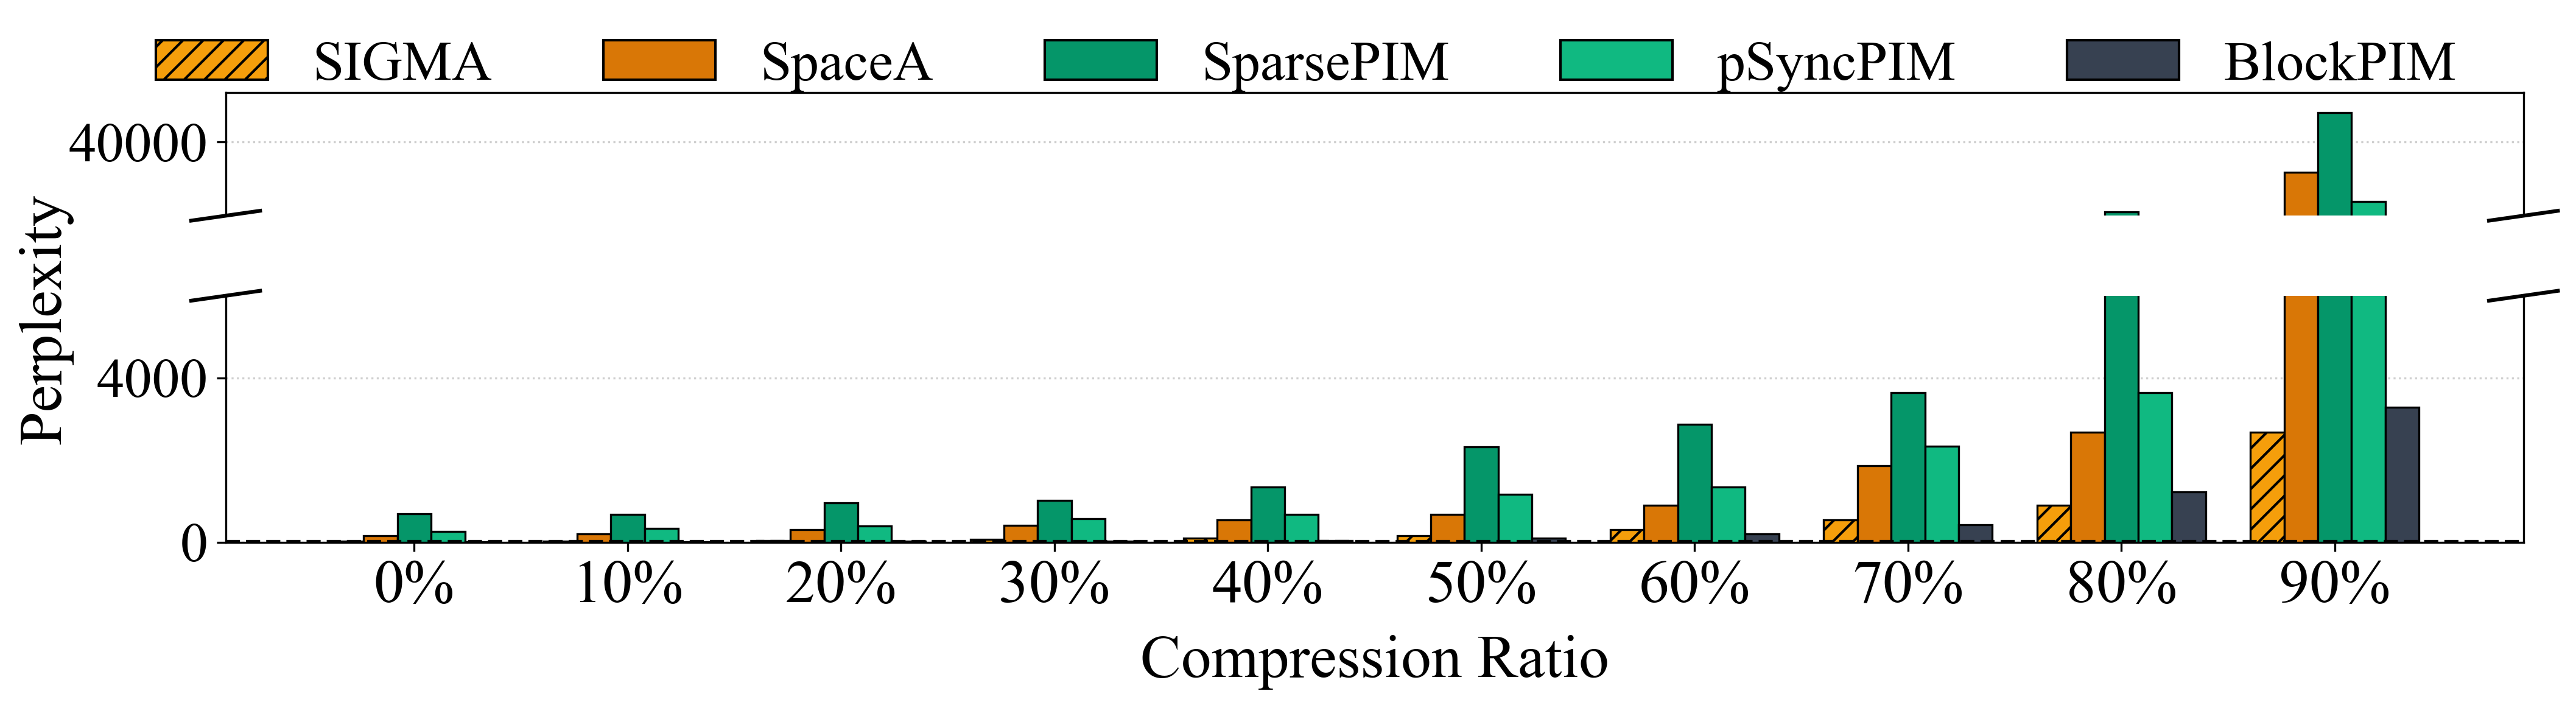 SIGMA SpaceA SparsePIM pSyncPIM BlockPIM
40000
Perplexity
4000
0
0% 10% 20% 30% 40% 50% 60% 70% 80% 90%
Compression Ratio